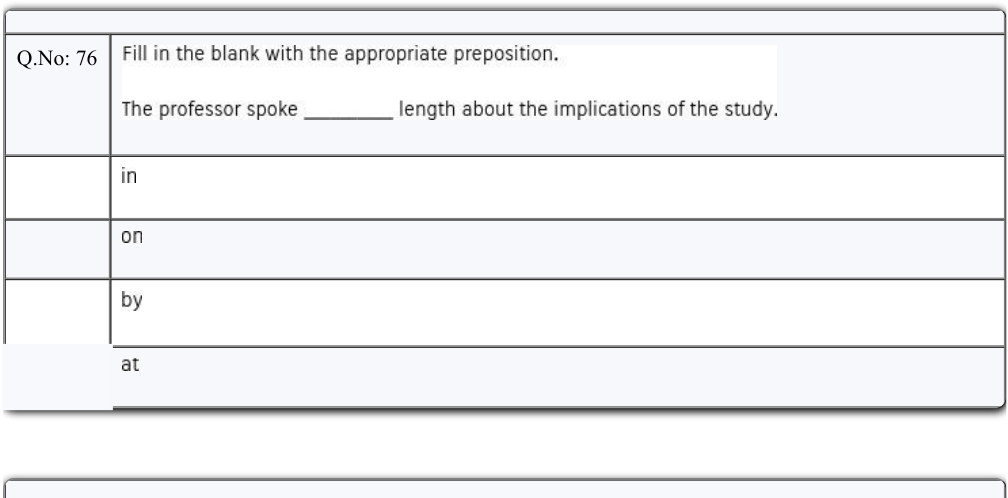 Q.No: 76 Fill in the blank with the appropriate preposition.
The professor spoke ________ length about the implications of the study.
in
on
by
at